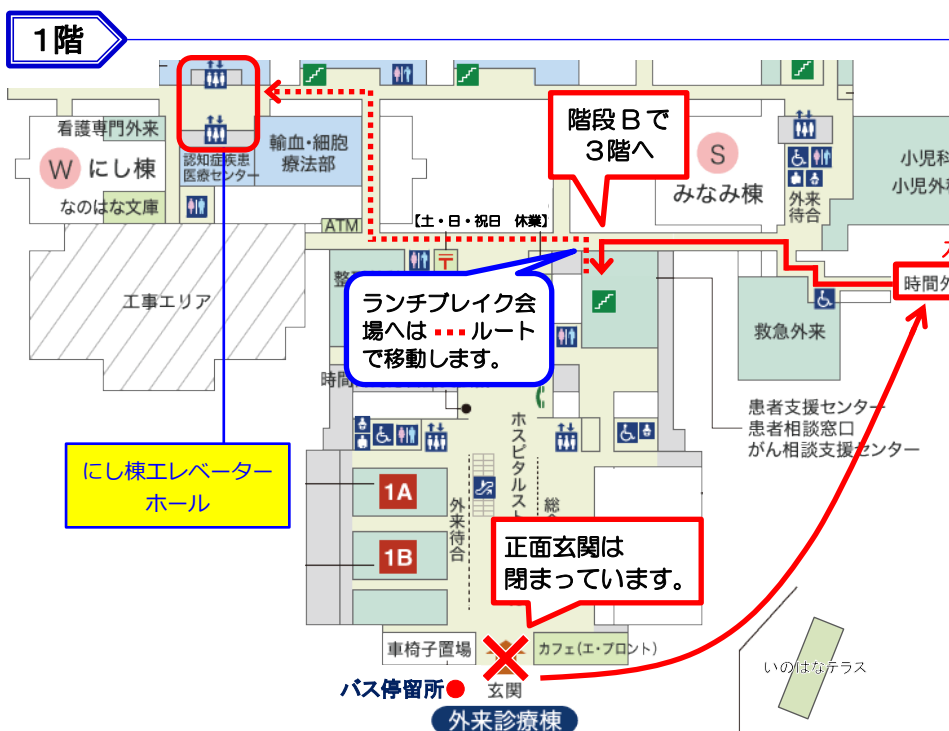 1階
看護専門外来
W にし棟
なのはな文庫
認知症疾患
医療センター
輸血・細胞
療法部
階段Bで
3階へ
S
みなみ棟
外来
待合
小児科
小児外科
ATM
【土・日・祝日 休業】
〒
工事エリア
整
ランチブレイク会
場へは ・・・ ルート
で移動します。
時間外
救急外来
時間
患者支援センター
患者相談窓口
がん相談支援センター
にし棟エレベーター
ホール
1A
1B
外来待合
ホスピタルスト
総合
正面玄関は
閉まっています。
車椅子置場
カフェ(エ・プロント)
バス停留所
玄関
外来診療棟
いのはなテラス